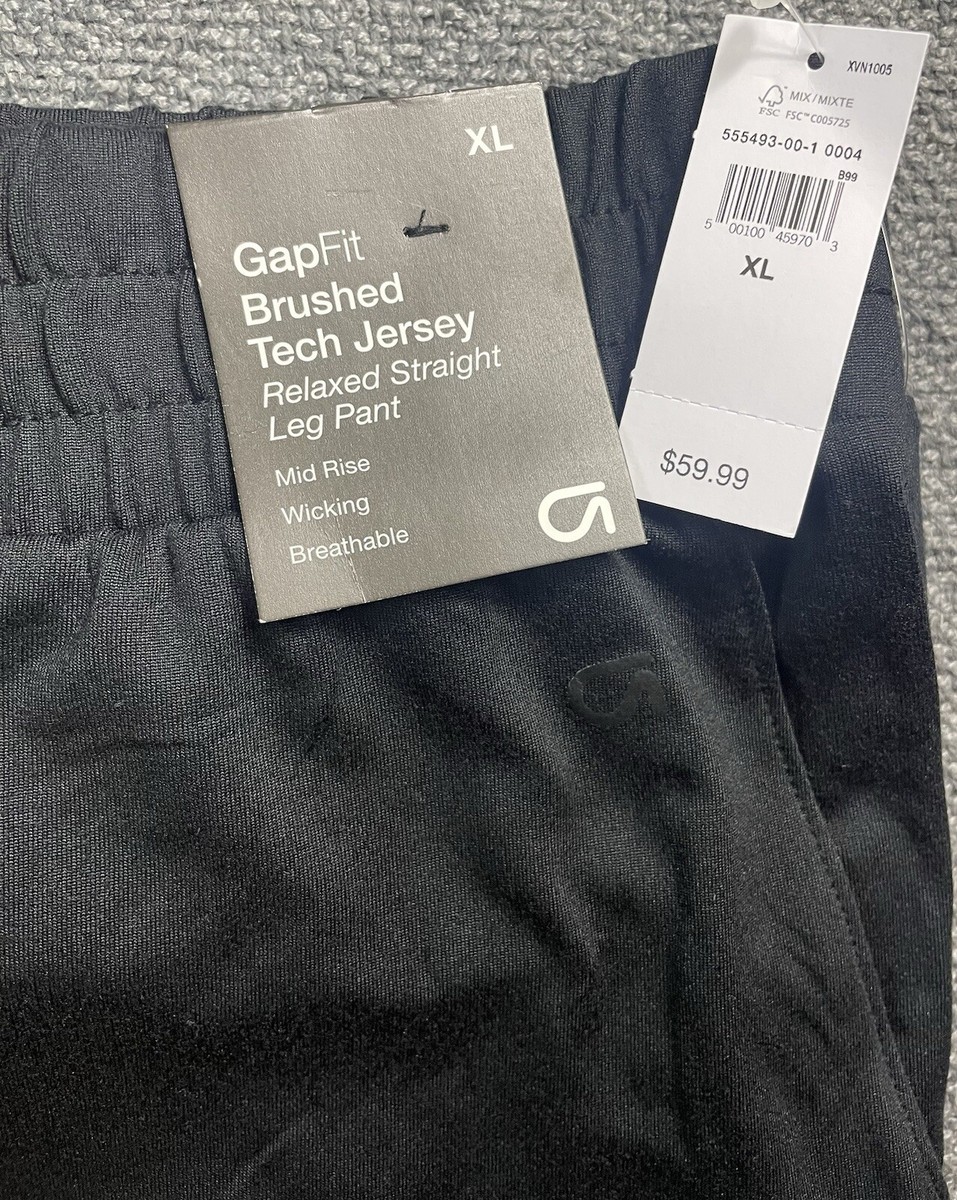 XL
GapFit
Brushed
Tech Jersey
Relaxed Straight
Leg Pant
Mid Rise
Wicking
Breathable
XVN1005
MIX/MIXTE
FSC FSC™ C005725
555493-00-1 0004
B99
5 00100 45970 3
XL
$59.99